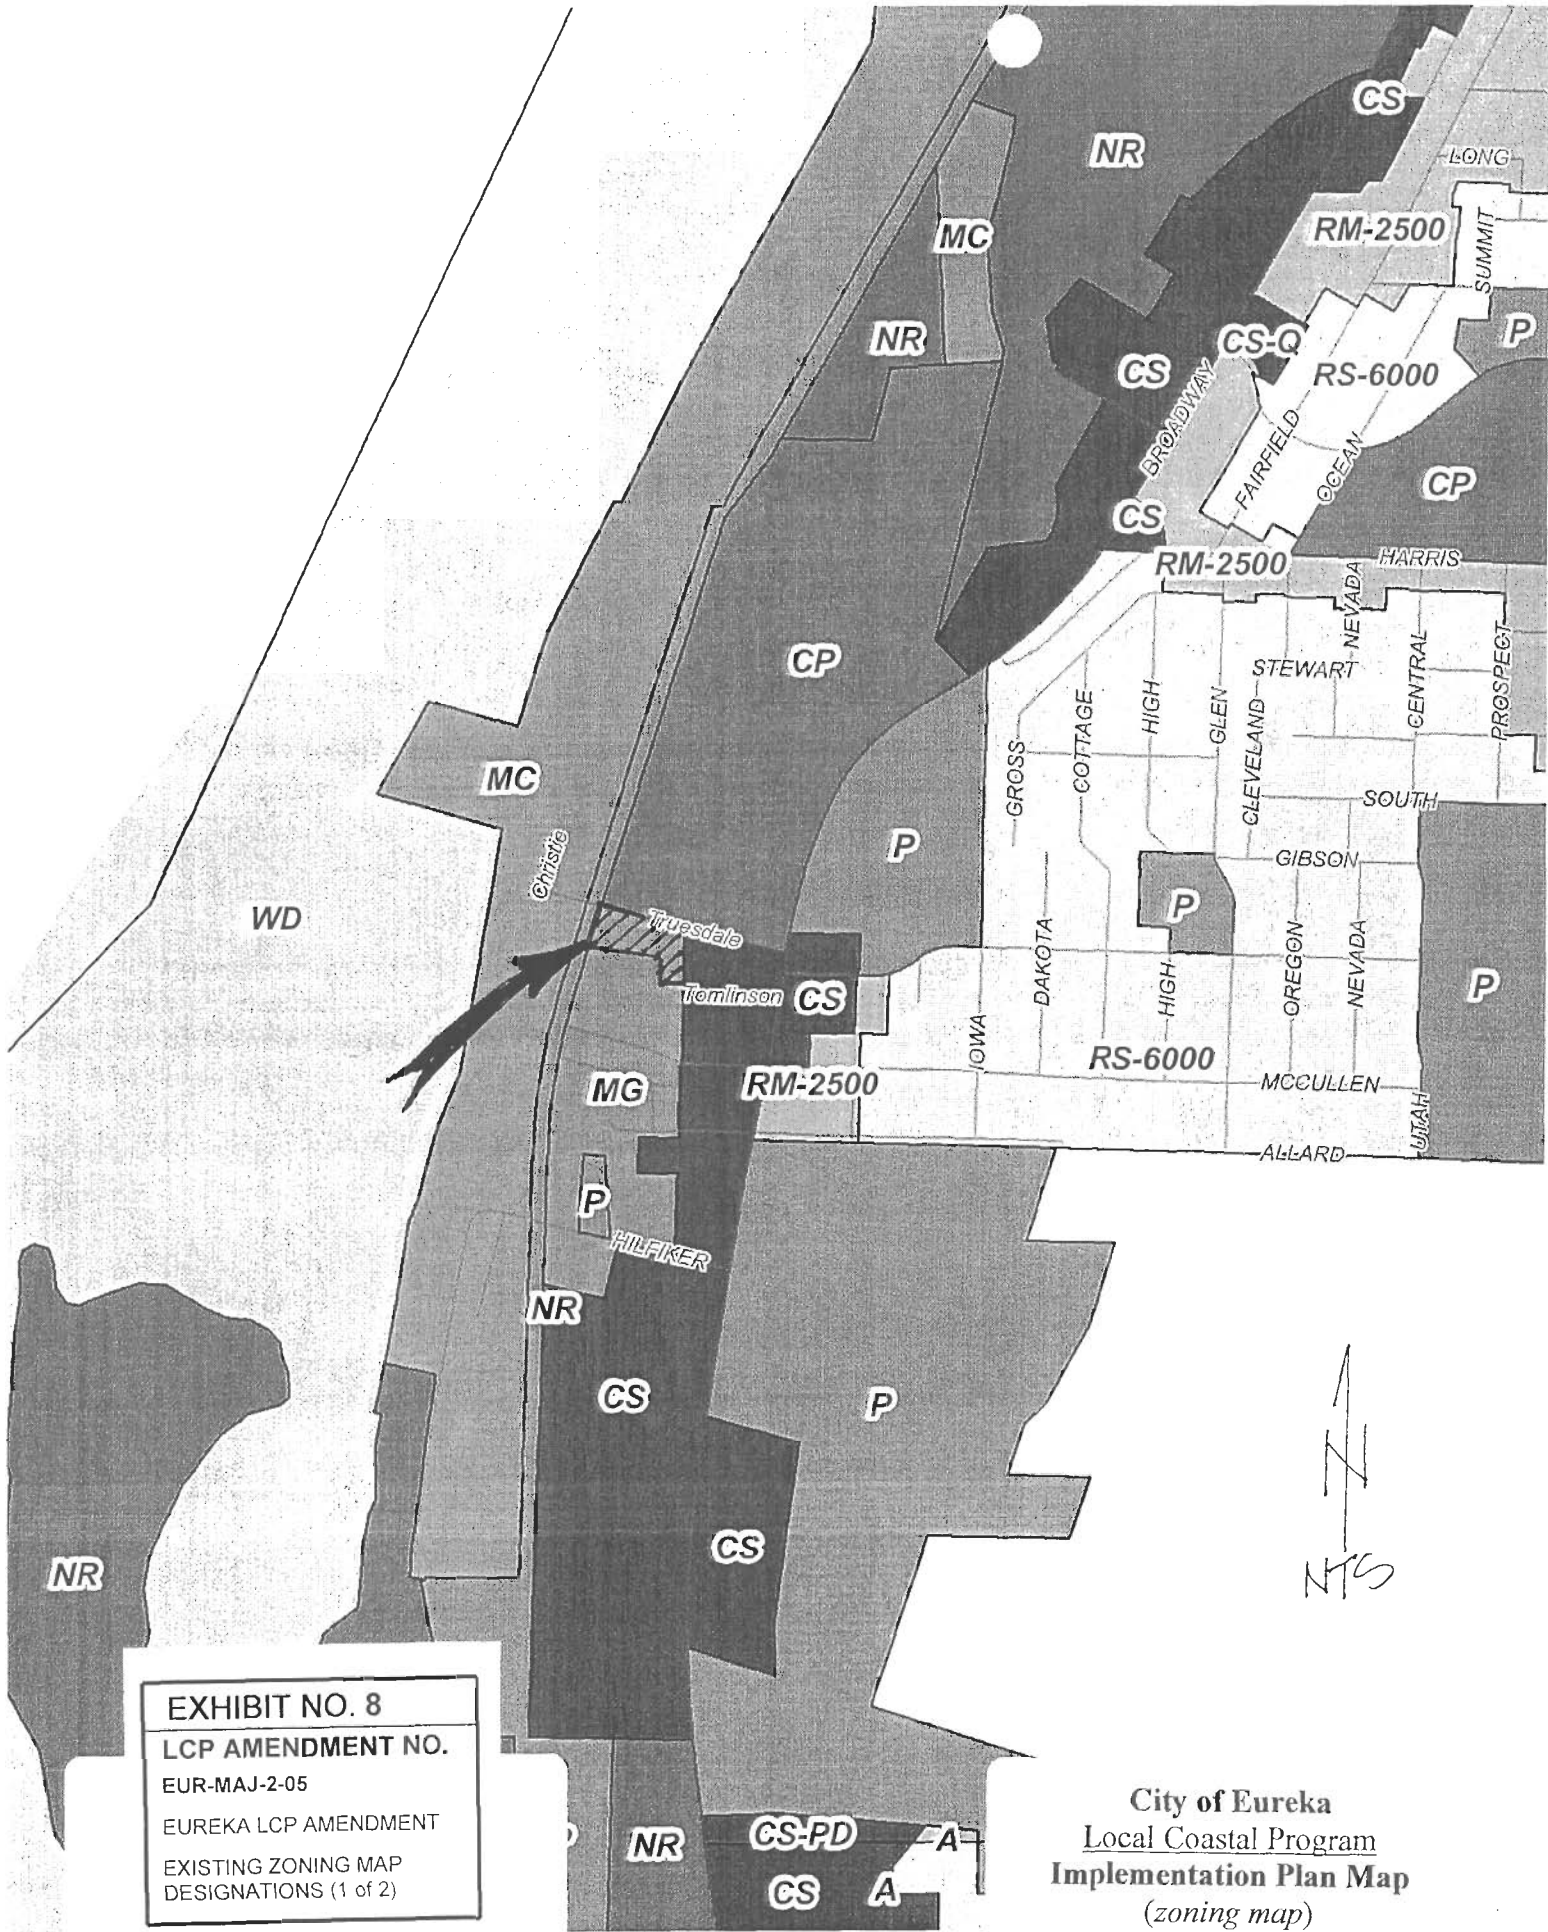 CS
NR
LONG
MC
RM-2500
SUMMIT
NR
CS-Q
P
CS
RS-6000
BROADWAY
FAIRFIELD
OCEAN
CP
CS
RM-2500
HARRIS
NEVADA
CP
STEWART
CENTRAL
PROSPECT
HIGH
GLEN
COTTAGE
CLEVELAND
GROSS
MC
SOUTH
Christie
P
GIBSON
WD
Truesdale
P
DAKOTA
OREGON
NEVADA
HIGH
P
Tomlinson
CS
IOWA
RS-6000
MG
RM-2500
MCCULLEN
UTAH
ALLARD
P
HILFIKER
NR
CS
P
N
CS
NR
NTS
EXHIBIT NO. 8
LCP AMENDMENT NO.
EUR-MAJ-2-05
EUREKA LCP AMENDMENT
EXISTING ZONING MAP
DESIGNATIONS (1 of 2)
NR
CS-PD
A
CS
A
City of Eureka
Local Coastal Program
Implementation Plan Map
(zoning map)